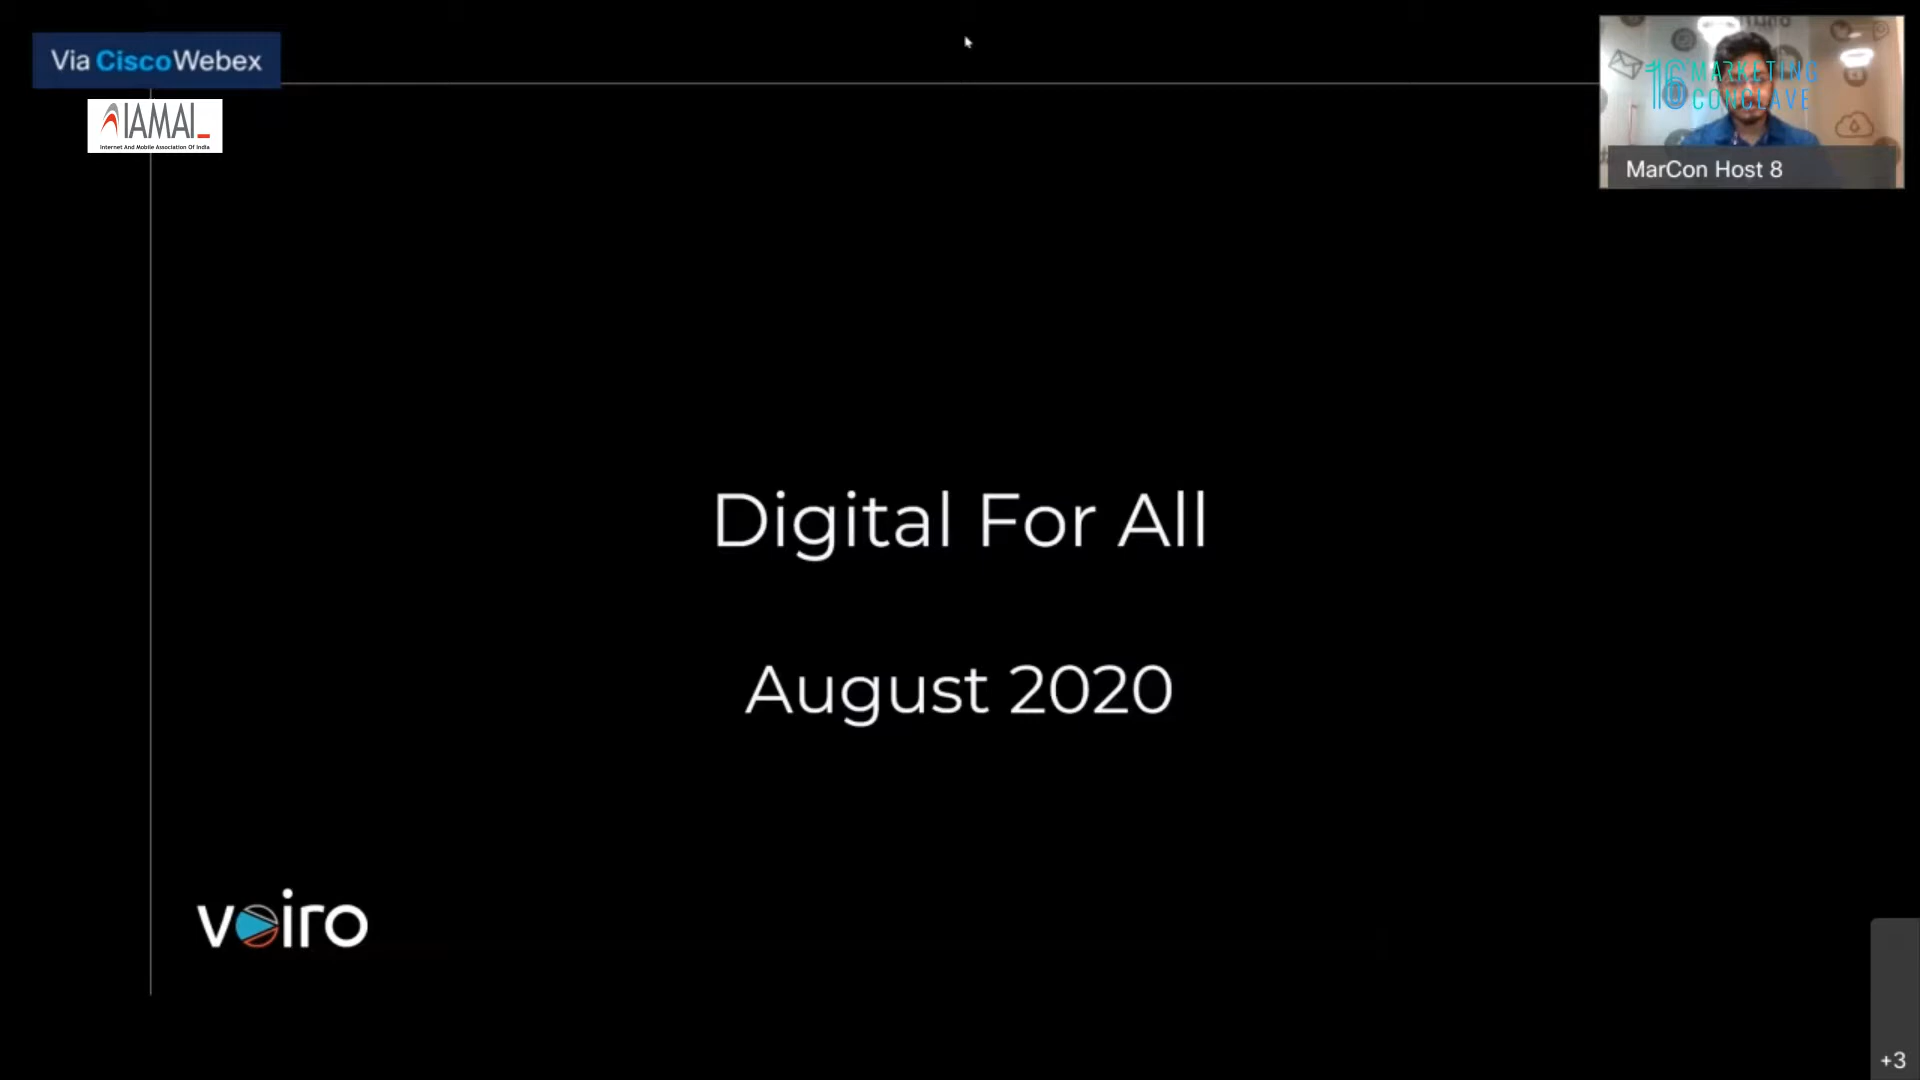 Via CiscoWebex
IAMAI
Internet And Mobile Association Of India
16 MARKETING
CONCLAVE
MarCon Host 8
Digital For All
August 2020
voiro
+3